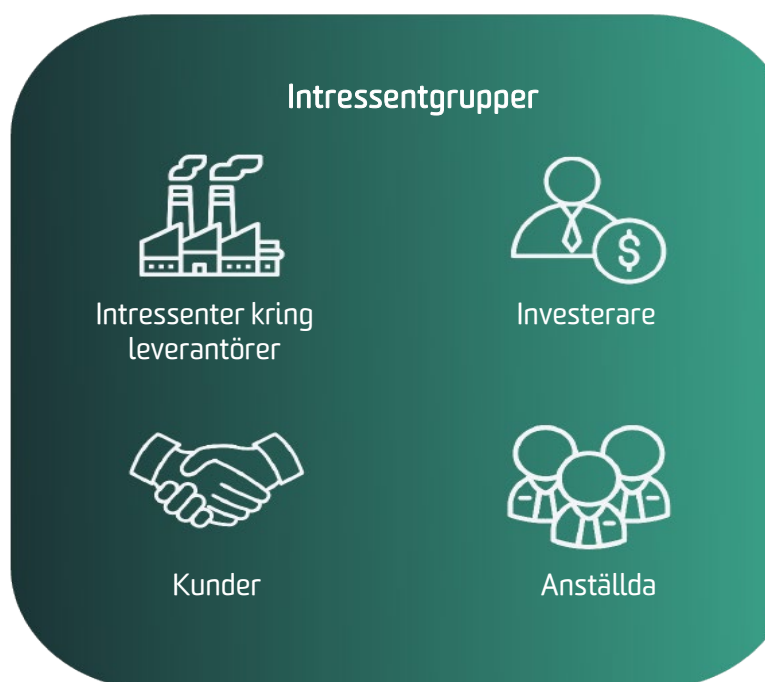 Intressentgrupper
Intressenter kring
leverantörer
Investerare
$
Kunder
Anställda